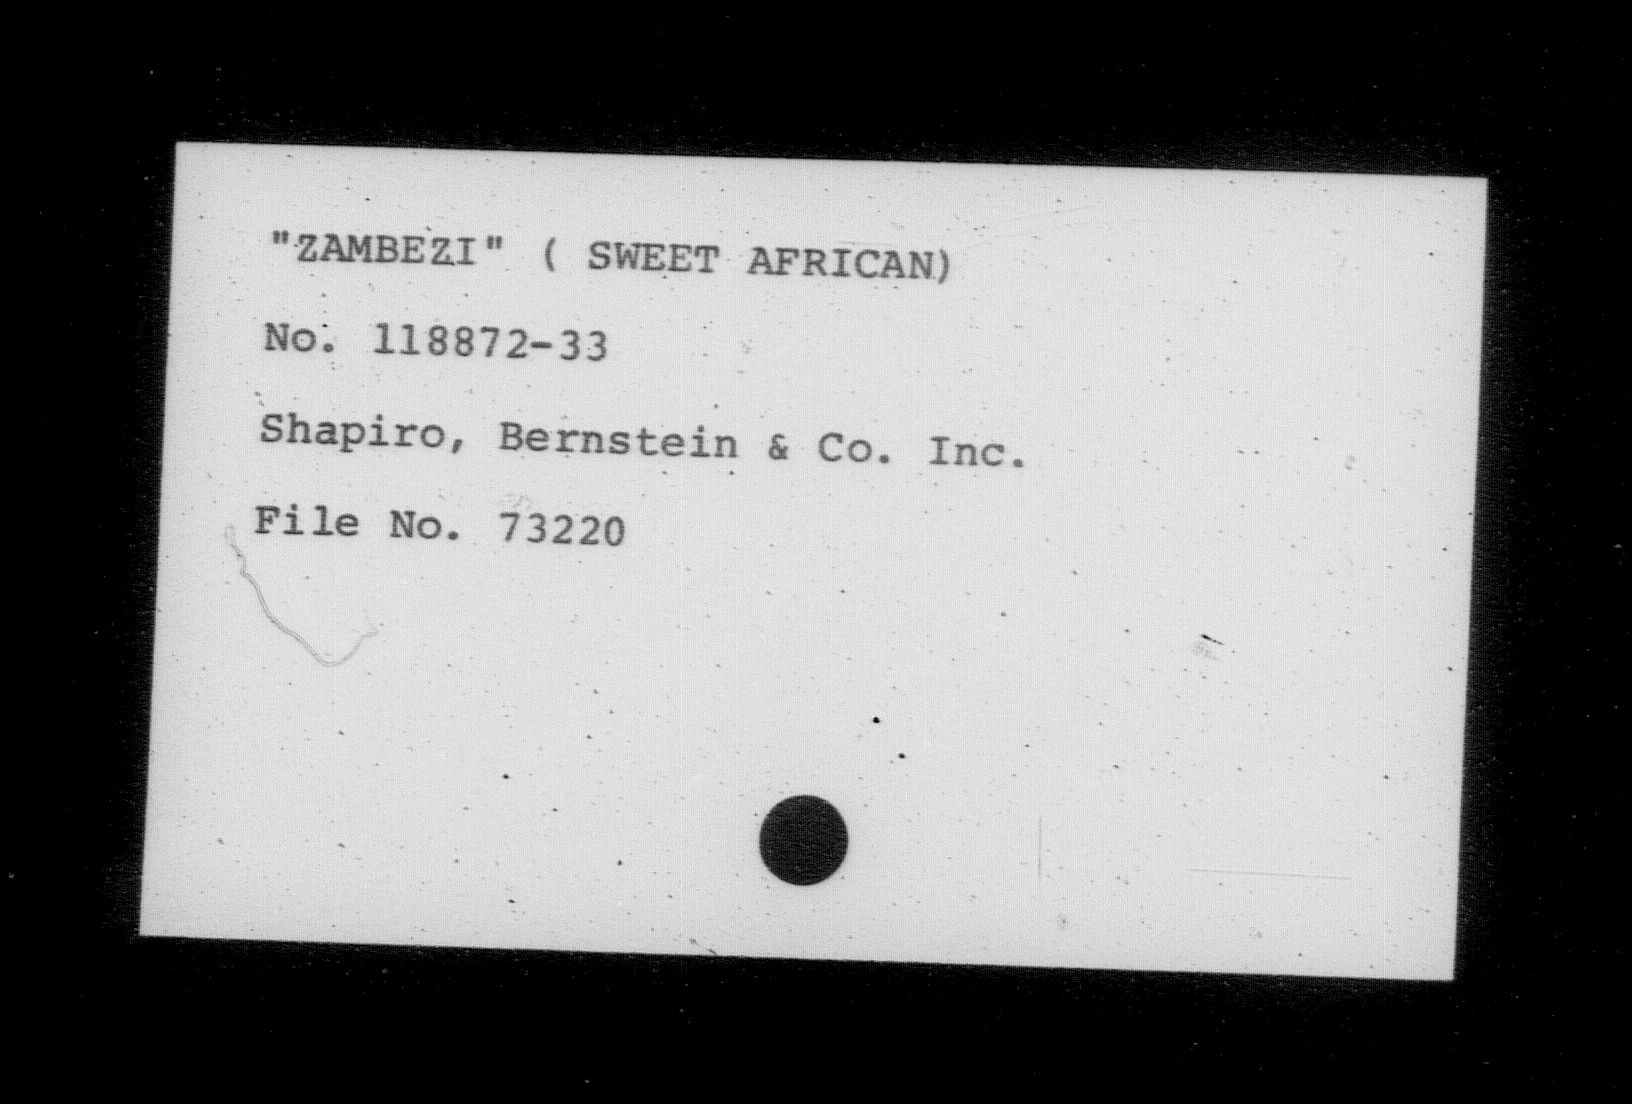 "ZAMBEZI" ( SWEET AFRICAN)
No. 118872-33
Shapiro, Bernstein & Co. Inc.
File No. 73220